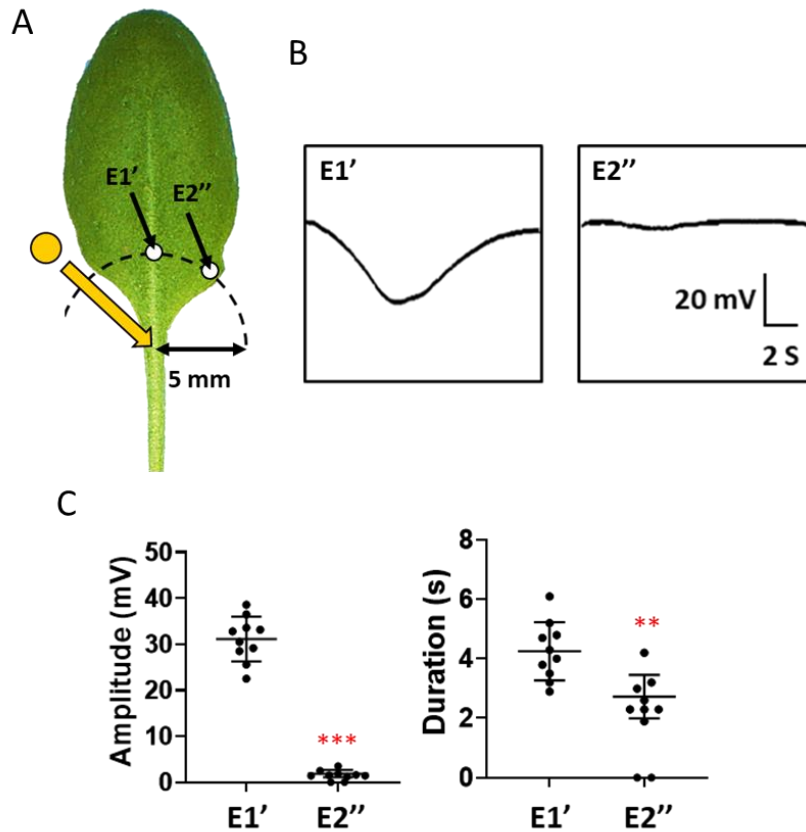 A
B
E1’
E2’’
5 mm
E1’
E2’’
20 mV
2 S
C
Amplitude (mV)
50
40
30
20
10
0
***
E1’
E2’’
Duration (s)
8
6
4
2
0
**
E1’
E2’’